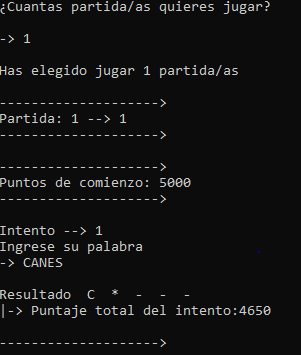 ¿Cuantas partida/as quieres jugar?
-> 1
Has elegido jugar 1 partida/as
-------------------->
Partida: 1 --> 1
-------------------->
-------------------->
Puntos de comienzo: 5000
-------------------->
Intento --> 1
Ingrese su palabra
-> CANES
Resultado  C  *  -  -  -
|-> Puntaje total del intento:4650
-------------------->